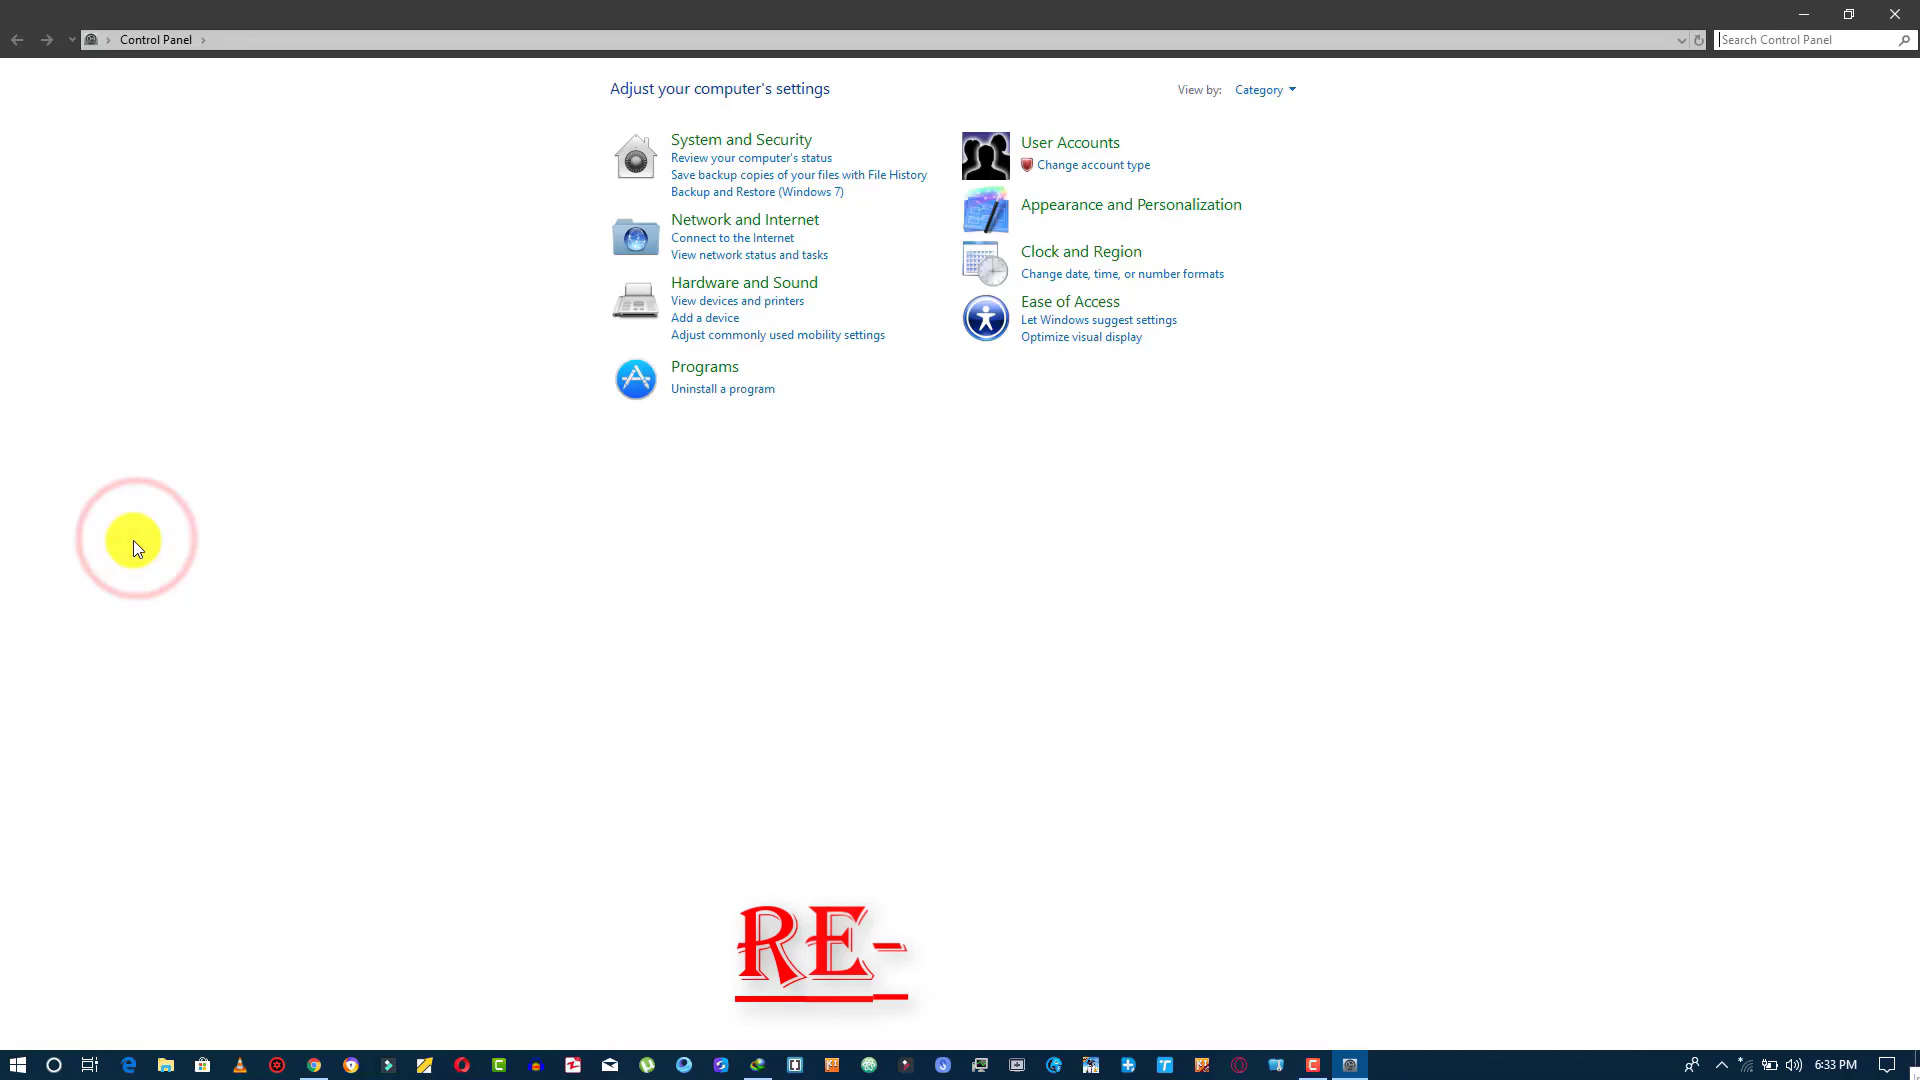 Control Panel
Search Control Panel
Adjust your computer's settings
View by: Category
System and Security
Review your computer's status
Save backup copies of your files with File History
Backup and Restore (Windows 7)
Network and Internet
Connect to the Internet
View network status and tasks
Hardware and Sound
View devices and printers
Add a device
Adjust commonly used mobility settings
Programs
Uninstall a program
User Accounts
Change account type
Appearance and Personalization
Clock and Region
Change date, time, or number formats
Ease of Access
Let Windows suggest settings
Optimize visual display
RE-
6:33 PM